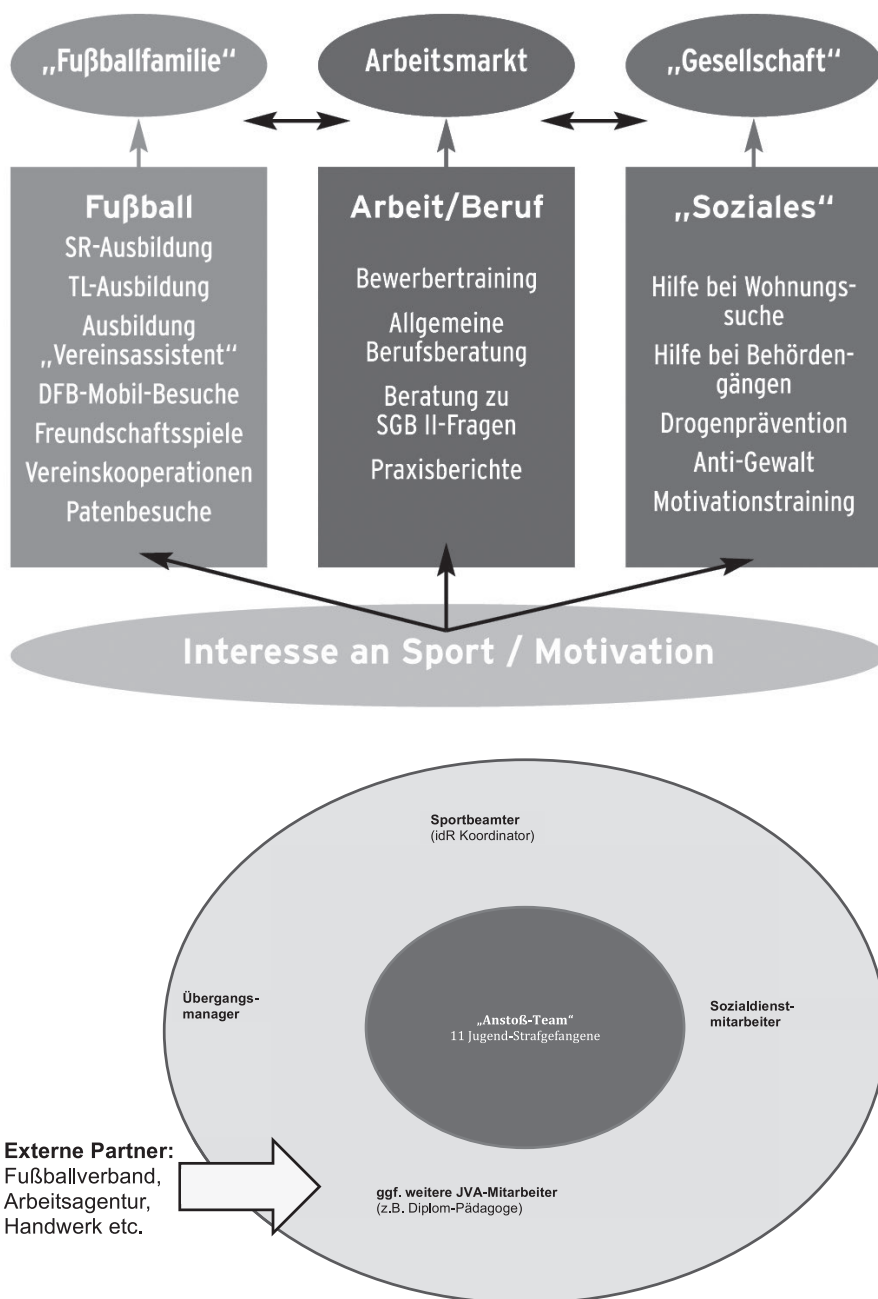 „Fußballfamilie“
Arbeitsmarkt
„Gesellschaft“
Fußball
SR-Ausbildung
TL-Ausbildung
Ausbildung
„Vereinsassistent“
DFB-Mobil-Besuche
Freundschaftsspiele
Vereinskooperationen
Patenbesuche
Arbeit/Beruf
Bewerbertraining
Allgemeine
Berufsberatung
Beratung zu
SGB II-Fragen
Praxisberichte
„Soziales“
Hilfe bei Wohnungs-
suche
Hilfe bei Behörden-
gängen
Drogenprävention
Anti-Gewalt
Motivationstraining
Interesse an Sport / Motivation
Sportbeamter
(idR Koordinator)
Übergangs-
manager
„Anstoß-Team“
11 Jugend-Strafgefangene
Sozialdienst-
mitarbeiter
Externe Partner:
Fußballverband,
Arbeitsagentur,
Handwerk etc.
ggf. weitere JVA-Mitarbeiter
(z.B. Diplom-Pädagoge)